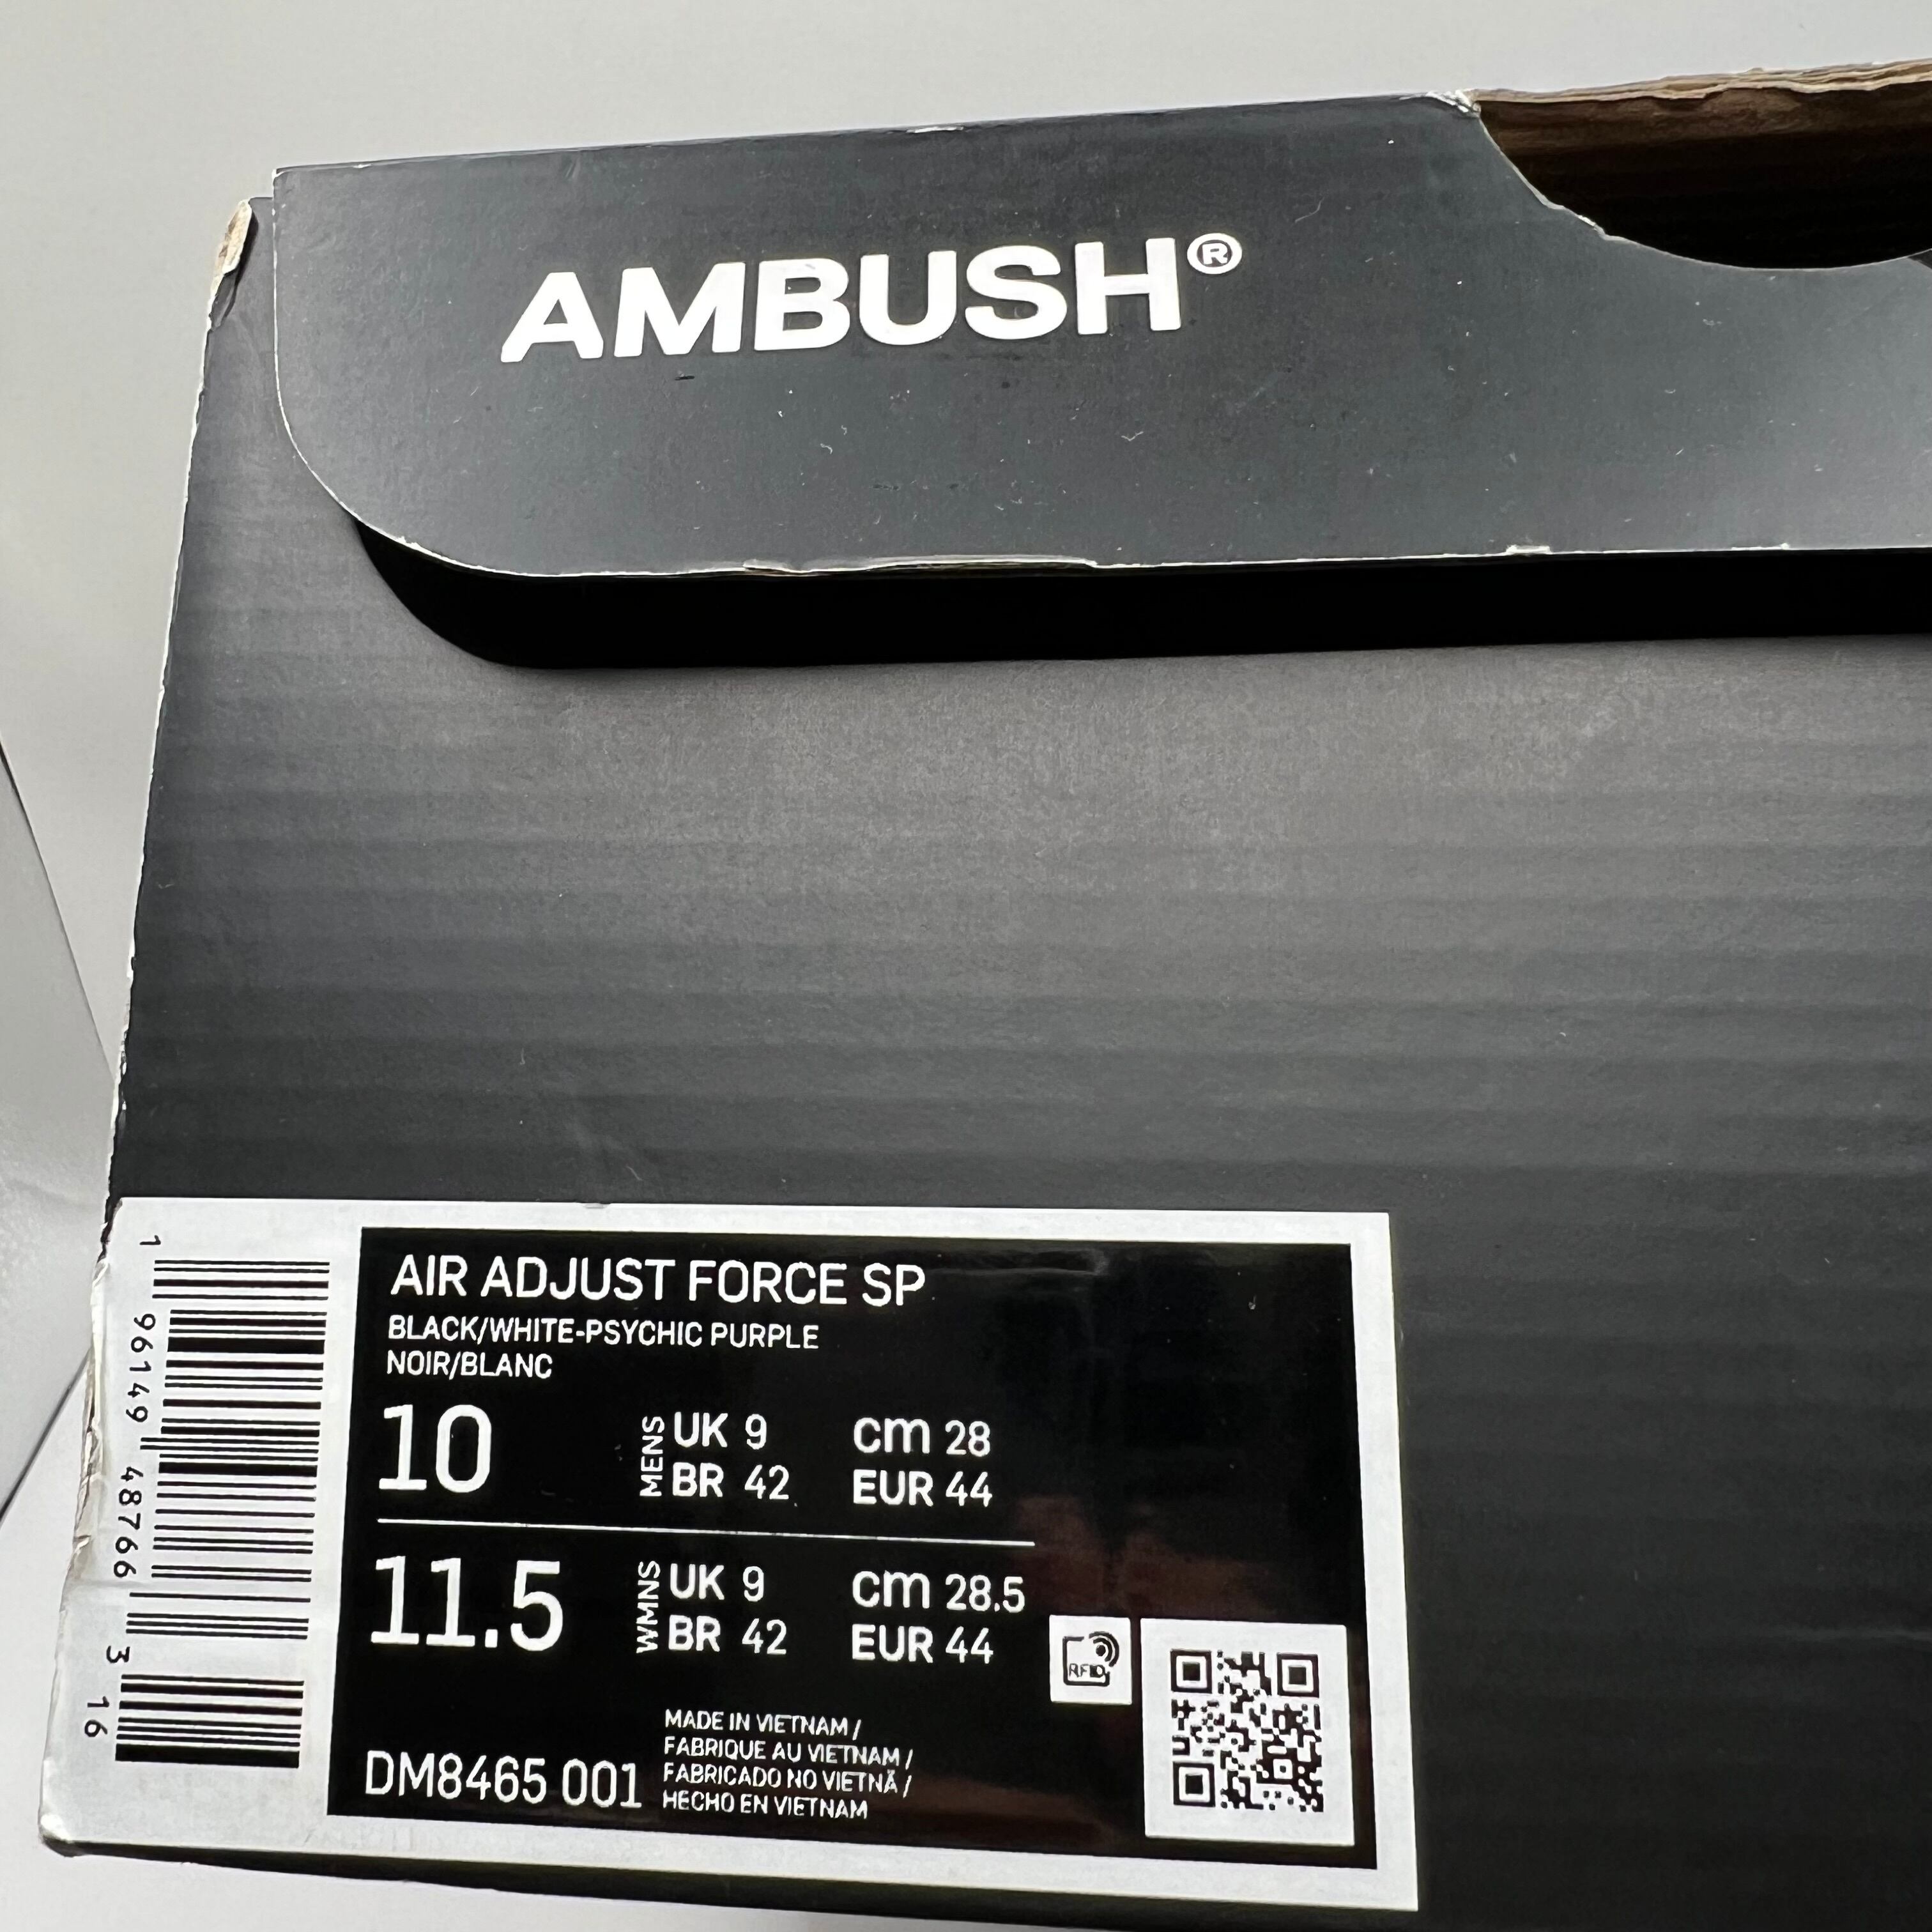 AMBUSH®
AIR ADJUST FORCE SP
BLACK/WHITE-PSYCHIC PURPLE
NOIR/BLANC
10 MENS UK 9 cm 28
BR 42 EUR 44
11.5 WMNS UK 9 cm 28.5
BR 42 EUR 44
RFID
DM8465 001
MADE IN VIETNAM /
FABRIQUE AU VIETNAM /
FABRICADO NO VIETNÃ /
HECHO EN VIETNAM
1 96149 48766 3 16